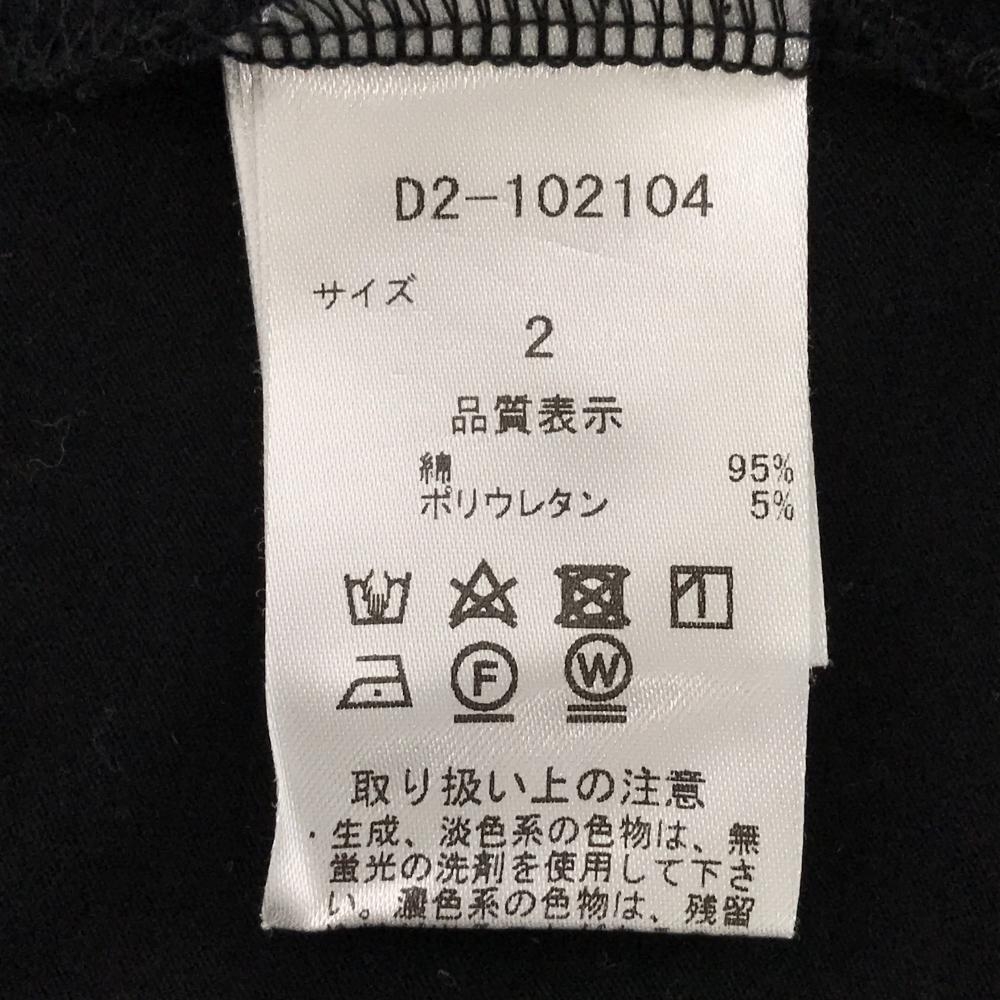 D2-102104
サイズ
2
品質表示
綿 95%
ポリウレタン 5%
F W
取り扱い上の注意
・生成、淡色系の色物は、無
蛍光の洗剤を使用して下さ
い。濃色系の色物は、残留